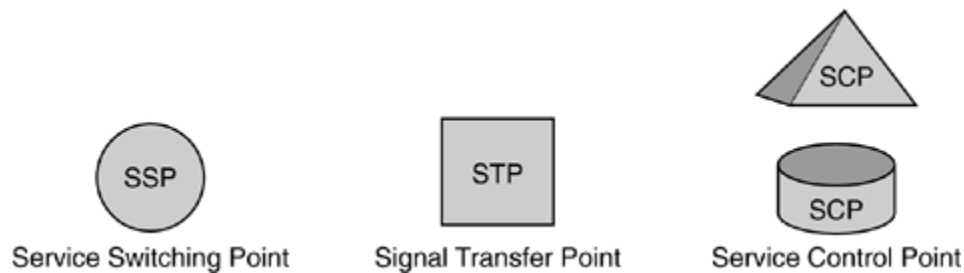 SCP
SSP
STP
SCP
Service Switching Point
Signal Transfer Point
Service Control Point